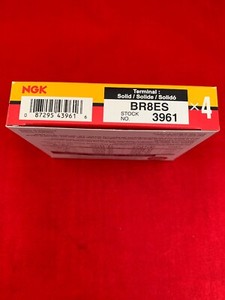 NGK
Terminal :
Solid / Solide / Solidó
BR8ES
STOCK NO. 3961
x4
0 87295 43961 8